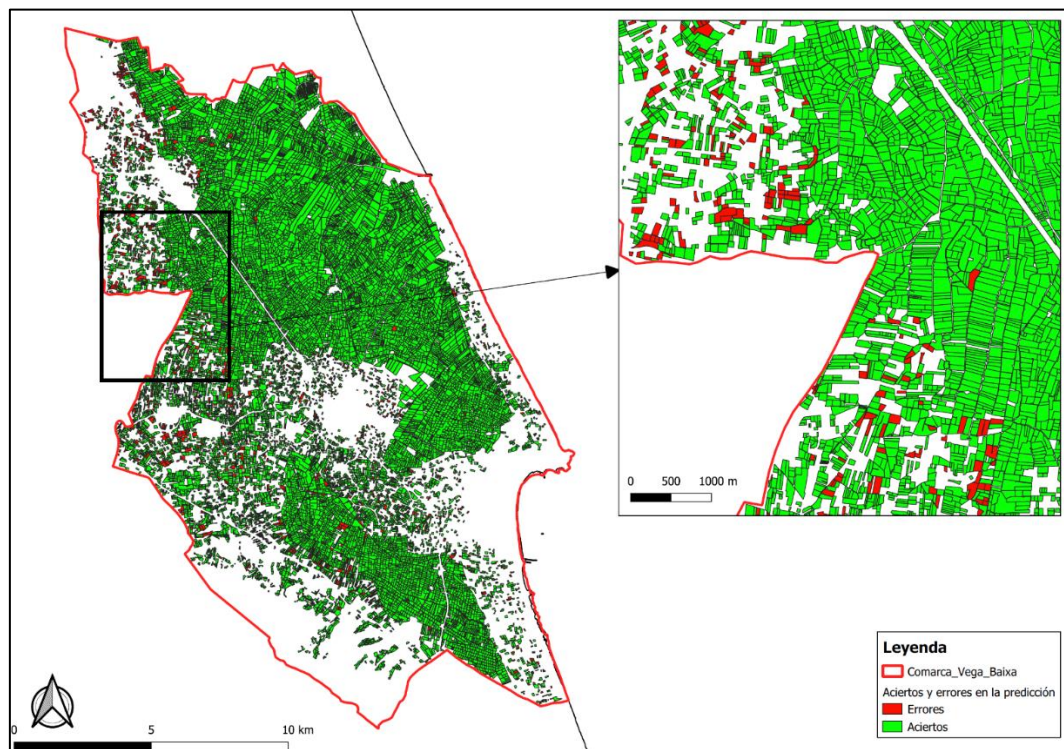 0 500 1000 m
Leyenda
Comarca_Vega_Baixa
Aciertos y errores en la predicción
Errores
Aciertos
0 5 10 km